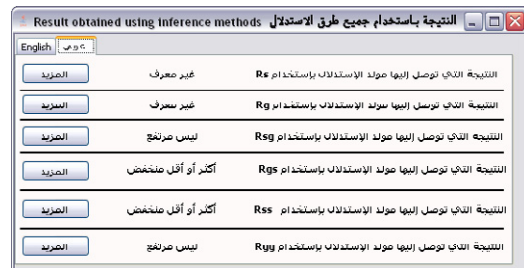 النتيجة بـاستخدام جميع طرق الاستدلال Result obtained using inference methods
English عربي
النتيجة التي توصل إليها مولد الإستدلال بإستخدام Rs غير معرف المزيد
النتيجة التي توصل إليها مولد الإستدلال بإستخدام Rg غير معرف المزيد
النتيجة التي توصل إليها مولد الإستدلال بإستخدام Rsg ليس مرتفع المزيد
النتيجة التي توصل إليها مولد الإستدلال بإستخدام Rgs أكثر أو أقل منخفض المزيد
النتيجة التي توصل إليها مولد الإستدلال بإستخدام Rss أكثر أو أقل منخفض المزيد
النتيجة التي توصل إليها مولد الإستدلال بإستخدام Ryy ليس مرتفع المزيد